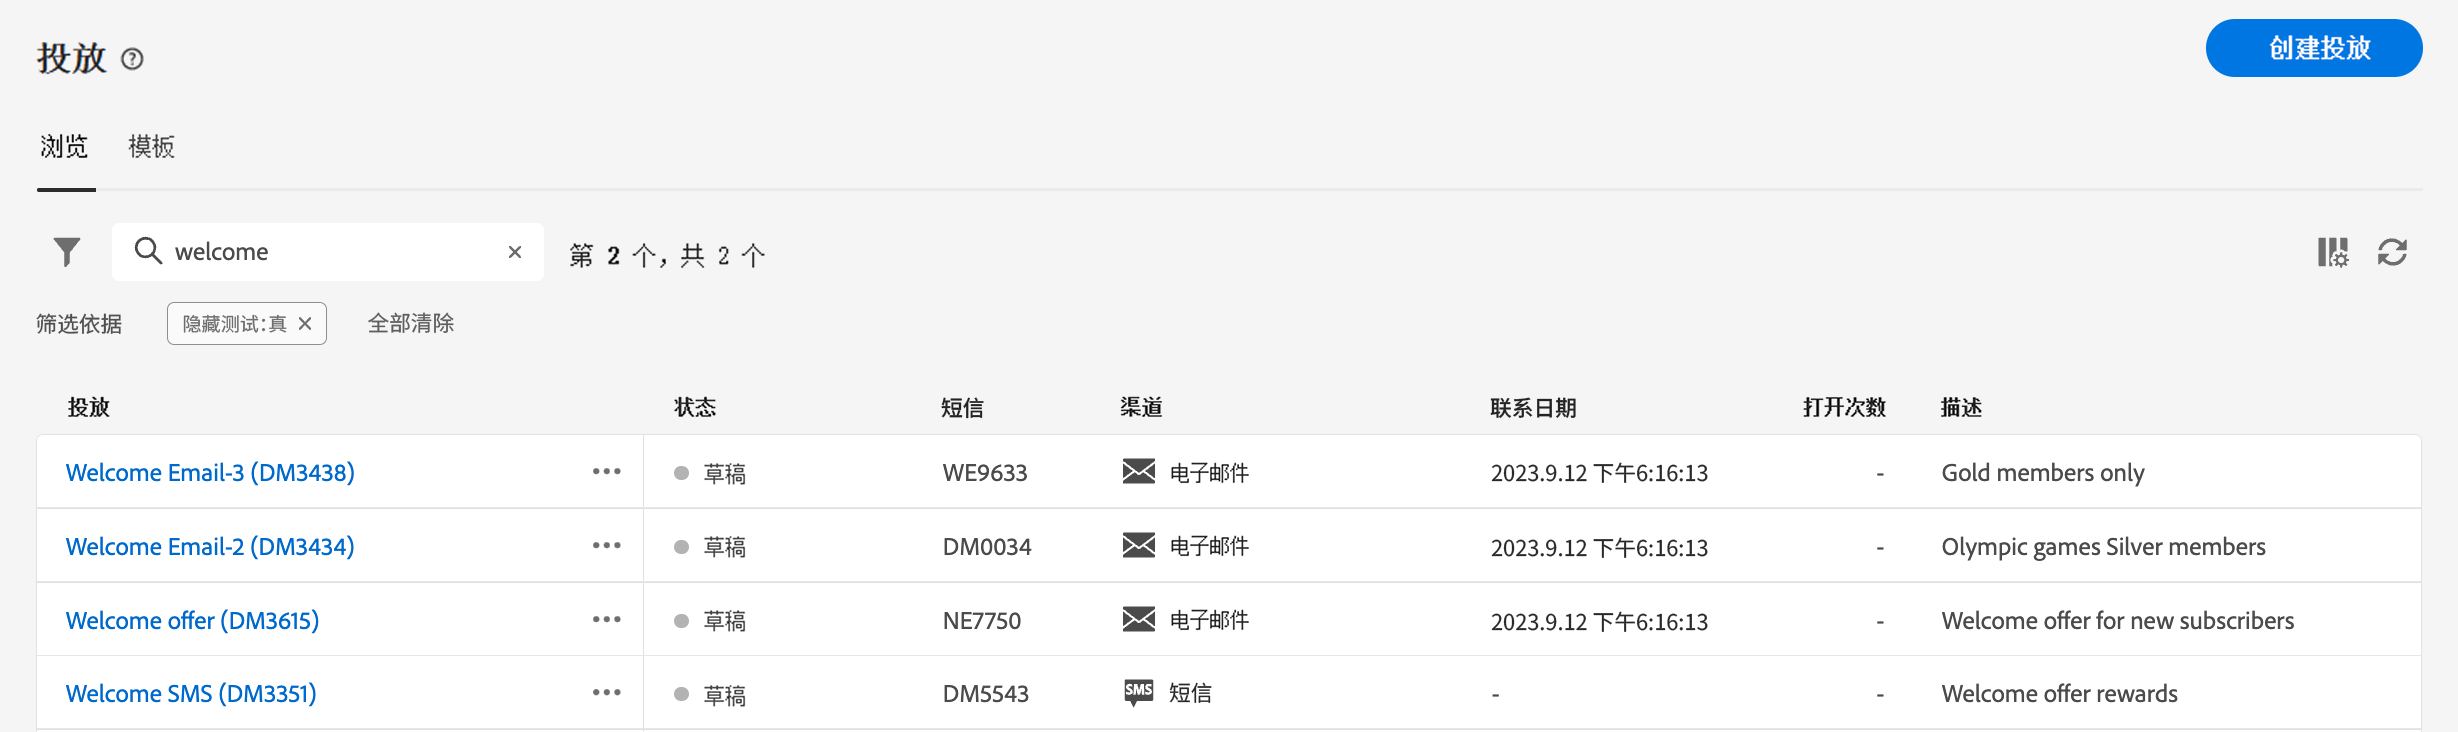 投放
创建投放
浏览 模板
welcome 第 2 个，共 2 个
筛选依据 隐藏测试：真 全部清除
投放 状态 短信 渠道 联系日期 打开次数 描述
Welcome Email-3 (DM3438) 草稿 WE9633 电子邮件 2023.9.12 下午6:16:13 - Gold members only
Welcome Email-2 (DM3434) 草稿 DM0034 电子邮件 2023.9.12 下午6:16:13 - Olympic games Silver members
Welcome offer (DM3615) 草稿 NE7750 电子邮件 2023.9.12 下午6:16:13 - Welcome offer for new subscribers
Welcome SMS (DM3351) 草稿 DM5543 SMS 短信 - - Welcome offer rewards